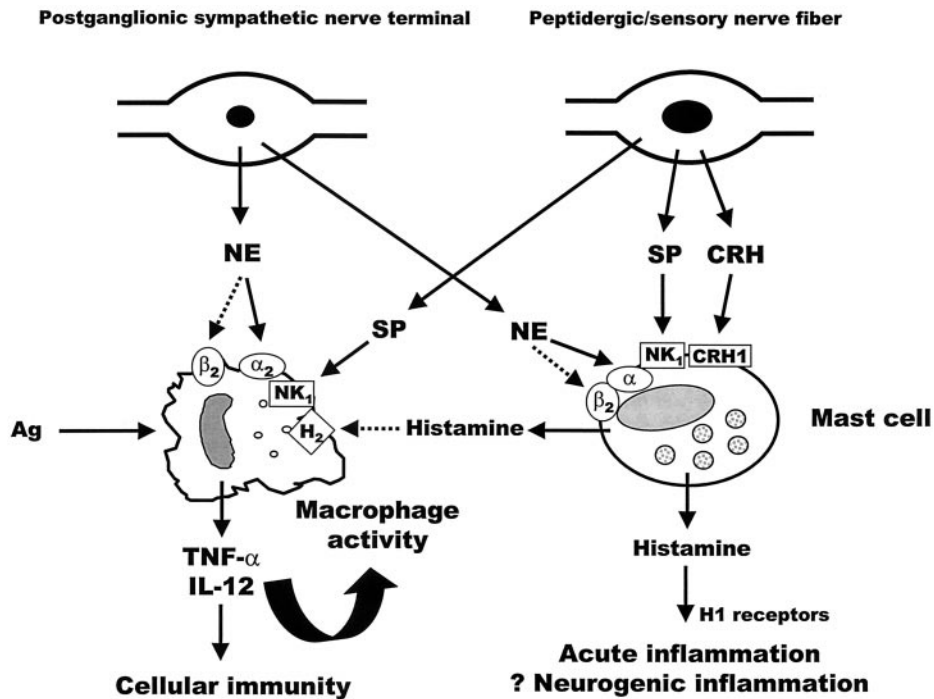 Postganglionic sympathetic nerve terminal
Peptidergic/sensory nerve fiber
NE
SP
CRH
SP
NE
β2
α2
NK1
H2
Ag
Histamine
NK1
CRH1
α
β2
Mast cell
Macrophage
activity
TNF-α
IL-12
Cellular immunity
Histamine
H1 receptors
Acute inflammation
? Neurogenic inflammation